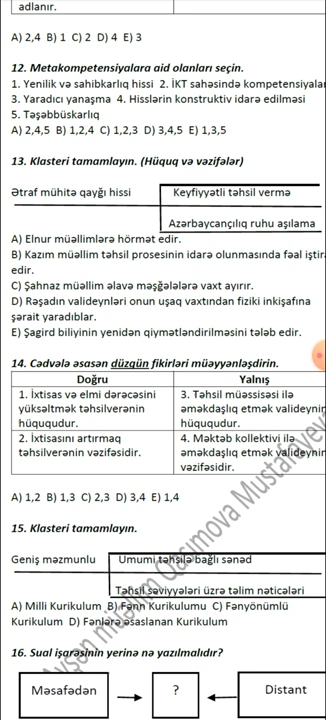 adlanır.
A) 2,4 B) 1 C) 2 D) 4 E) 3
12. Metakompetensiyalara aid olanları seçin.
1. Yenilik və sahibkarlıq hissi 2. İKT sahəsində kompetensiyalar
3. Yaradıcı yanaşma 4. Hisslərin konstruktiv idarə edilməsi
5. Təşəbbüskarlıq
A) 2,4,5 B) 1,2,4 C) 1,2,3 D) 3,4,5 E) 1,3,5
13. Klasteri tamamlayın. (Hüquq və vəzifələr)
Ətraf mühitə qayğı hissi
Keyfiyyətli təhsil vermə
Azərbaycançılıq ruhu aşılama
A) Elnur müəllimlərə hörmət edir.
B) Kazım müəllim təhsil prosesinin idarə olunmasında fəal iştir
edir.
C) Şahnaz müəllim əlavə məşğələlərə vaxt ayırır.
D) Rəşadın valideynləri onun uşaq vaxtından fiziki inkişafına
şərait yaradıblar.
E) Şagird biliyinin yenidən qiymətləndirilməsini tələb edir.
14. Cədvələ əsasən düzgün fikirləri müəyyənləşdirin.
Doğru
Yalnış
1. İxtisas və elmi dərəcəsini
yüksəltmək təhsilverənin
hüququdur.
3. Təhsil müəssisəsi ilə
əməkdaşlıq etmək valideynin
hüququdur.
2. İxtisasını artırmaq
təhsilverənin vəzifəsidir.
4. Məktəb kollektivi ilə
əməkdaşlıq etmək valideynin
vəzifəsidir.
A) 1,2 B) 1,3 C) 2,3 D) 3,4 E) 1,4
15. Klasteri tamamlayın.
Geniş məzmunlu
Ümumi təhsilə bağlı sənəd
Təhsil səviyyələri üzrə təlim nəticələri
A) Milli Kurikulum B) Fənn Kurikulumu C) Fənyönümlü
Kurikulum D) Fənlərə əsaslanan Kurikulum
16. Sual işarəsinin yerinə nə yazılmalıdır?
Məsafədən
?
Distant
müəllim Qasımova Mustafayeva